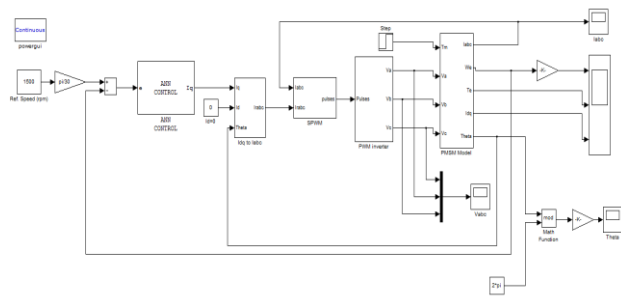 Continuous
powergui
Step
Iabc
1500
Ref Speed (rpm)
pi/30
ANN
CONTROL
e
Iq
ANN
CONTROL
0
Id=0
Iq
Id
Theta
Iabc
Idq to Iabc
Iabc
Iabc
pulses
SPWM
Pulses
Va
Vb
Vc
PWM Inverter
Tm
Va
Vb
Vc
Iabc
Te
Idq
Theta
PMSM Model
-K-
Vabc
mod
Math
Function
-K-
Theta
2*pi